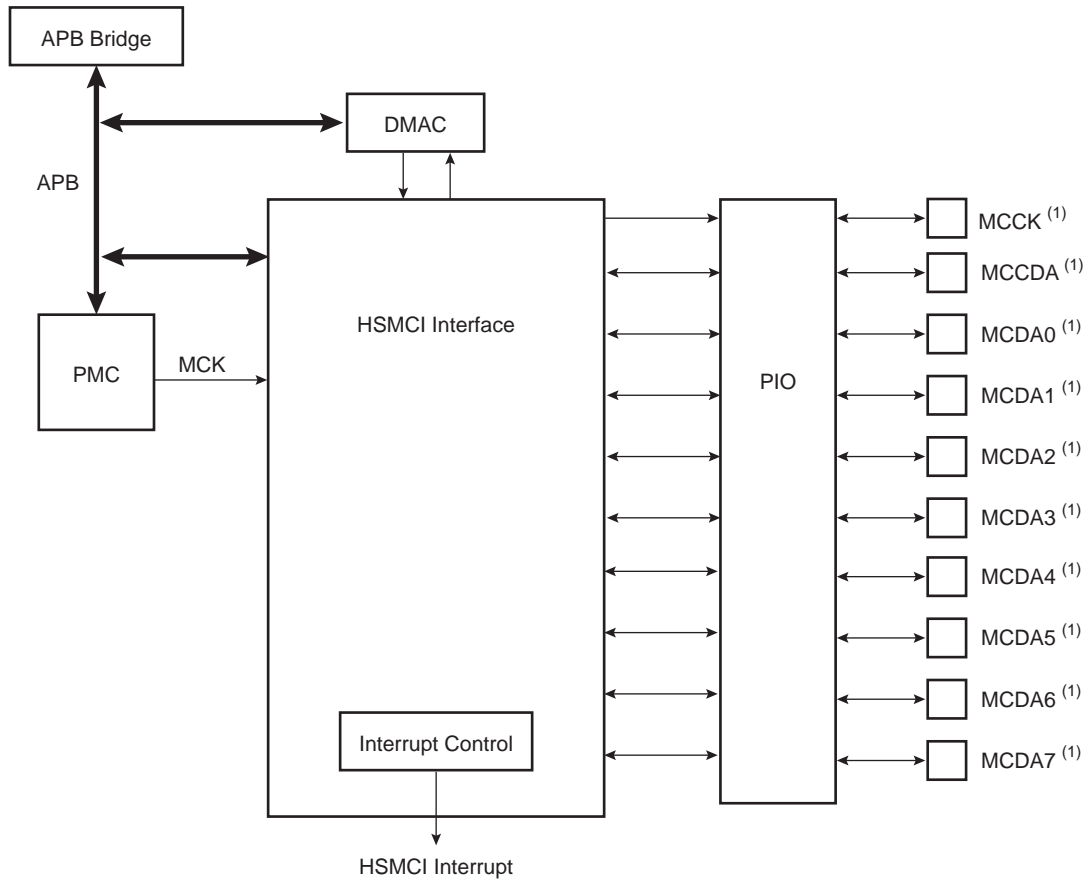 APB Bridge
DMAC
APB
HSMCI Interface
PMC
MCK
PIO
Interrupt Control
HSMCI Interrupt
MCCK (1)
MCCDA (1)
MCDA0 (1)
MCDA1 (1)
MCDA2 (1)
MCDA3 (1)
MCDA4 (1)
MCDA5 (1)
MCDA6 (1)
MCDA7 (1)